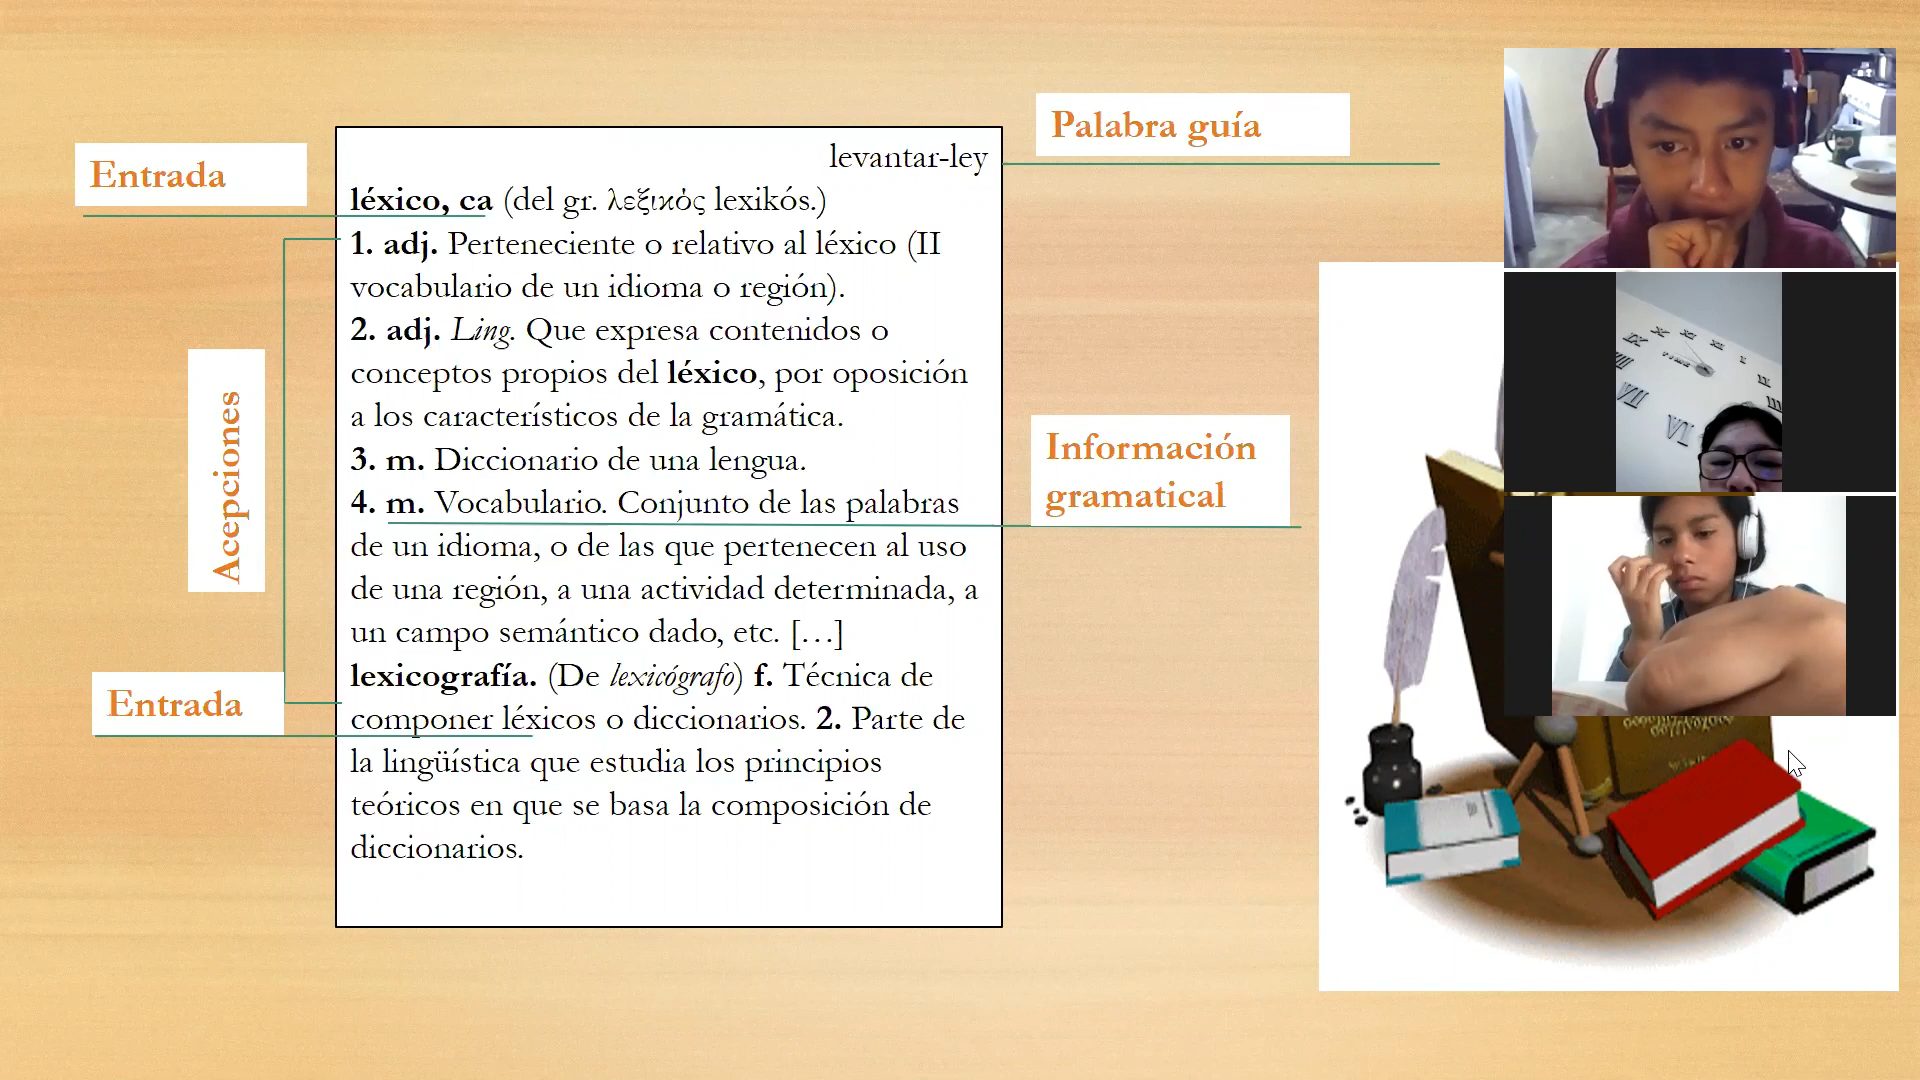 Entrada
Palabra guía
levantar-ley
léxico, ca (del gr. λεξικὀς lexikós.)
1. adj. Perteneciente o relativo al léxico (II
vocabulario de un idioma o región).
2. adj. Ling. Que expresa contenidos o
conceptos propios del léxico, por oposición
a los característicos de la gramática.
3. m. Diccionario de una lengua.
4. m. Vocabulario. Conjunto de las palabras
de un idioma, o de las que pertenecen al uso
de una región, a una actividad determinada, a
un campo semántico dado, etc. […]
lexicografía. (De lexicógrafo) f. Técnica de
componer léxicos o diccionarios. 2. Parte de
la lingüística que estudia los principios
teóricos en que se basa la composición de
diccionarios.
Acepciones
Información
gramatical
Entrada